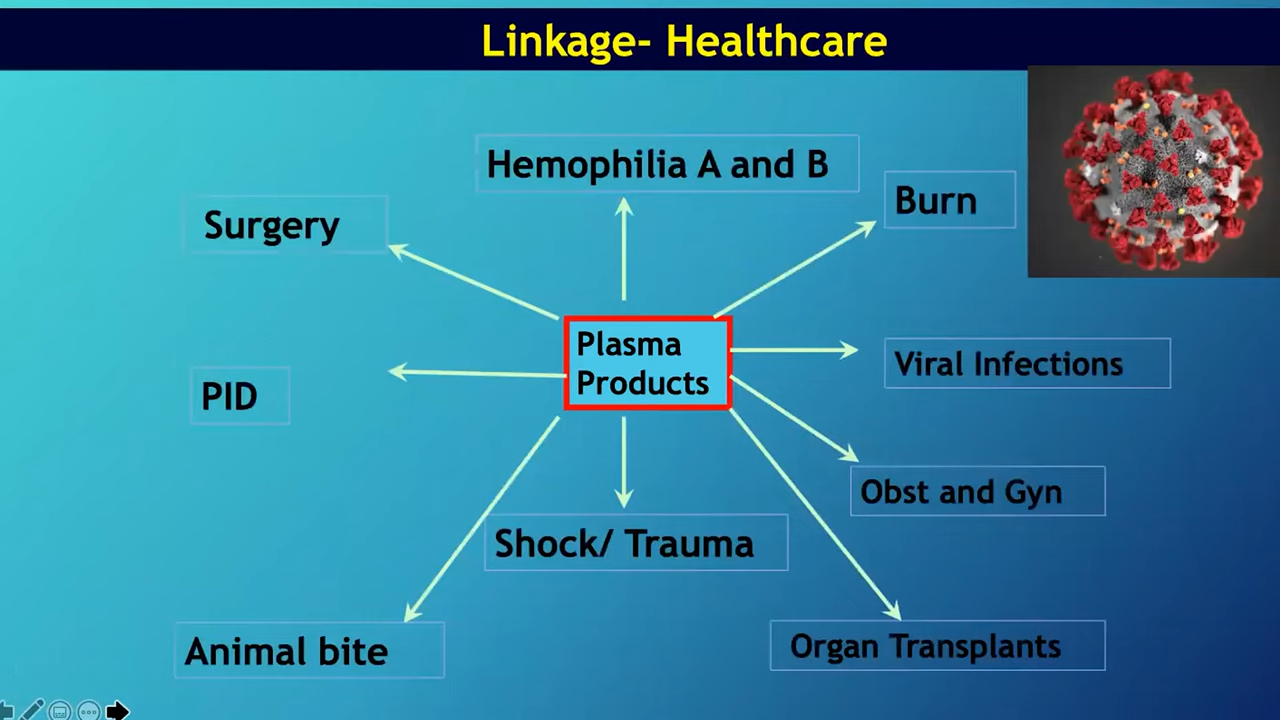 Linkage- Healthcare
Hemophilia A and B
Burn
Surgery
Plasma
Products
Viral Infections
PID
Obst and Gyn
Shock/ Trauma
Animal bite
Organ Transplants